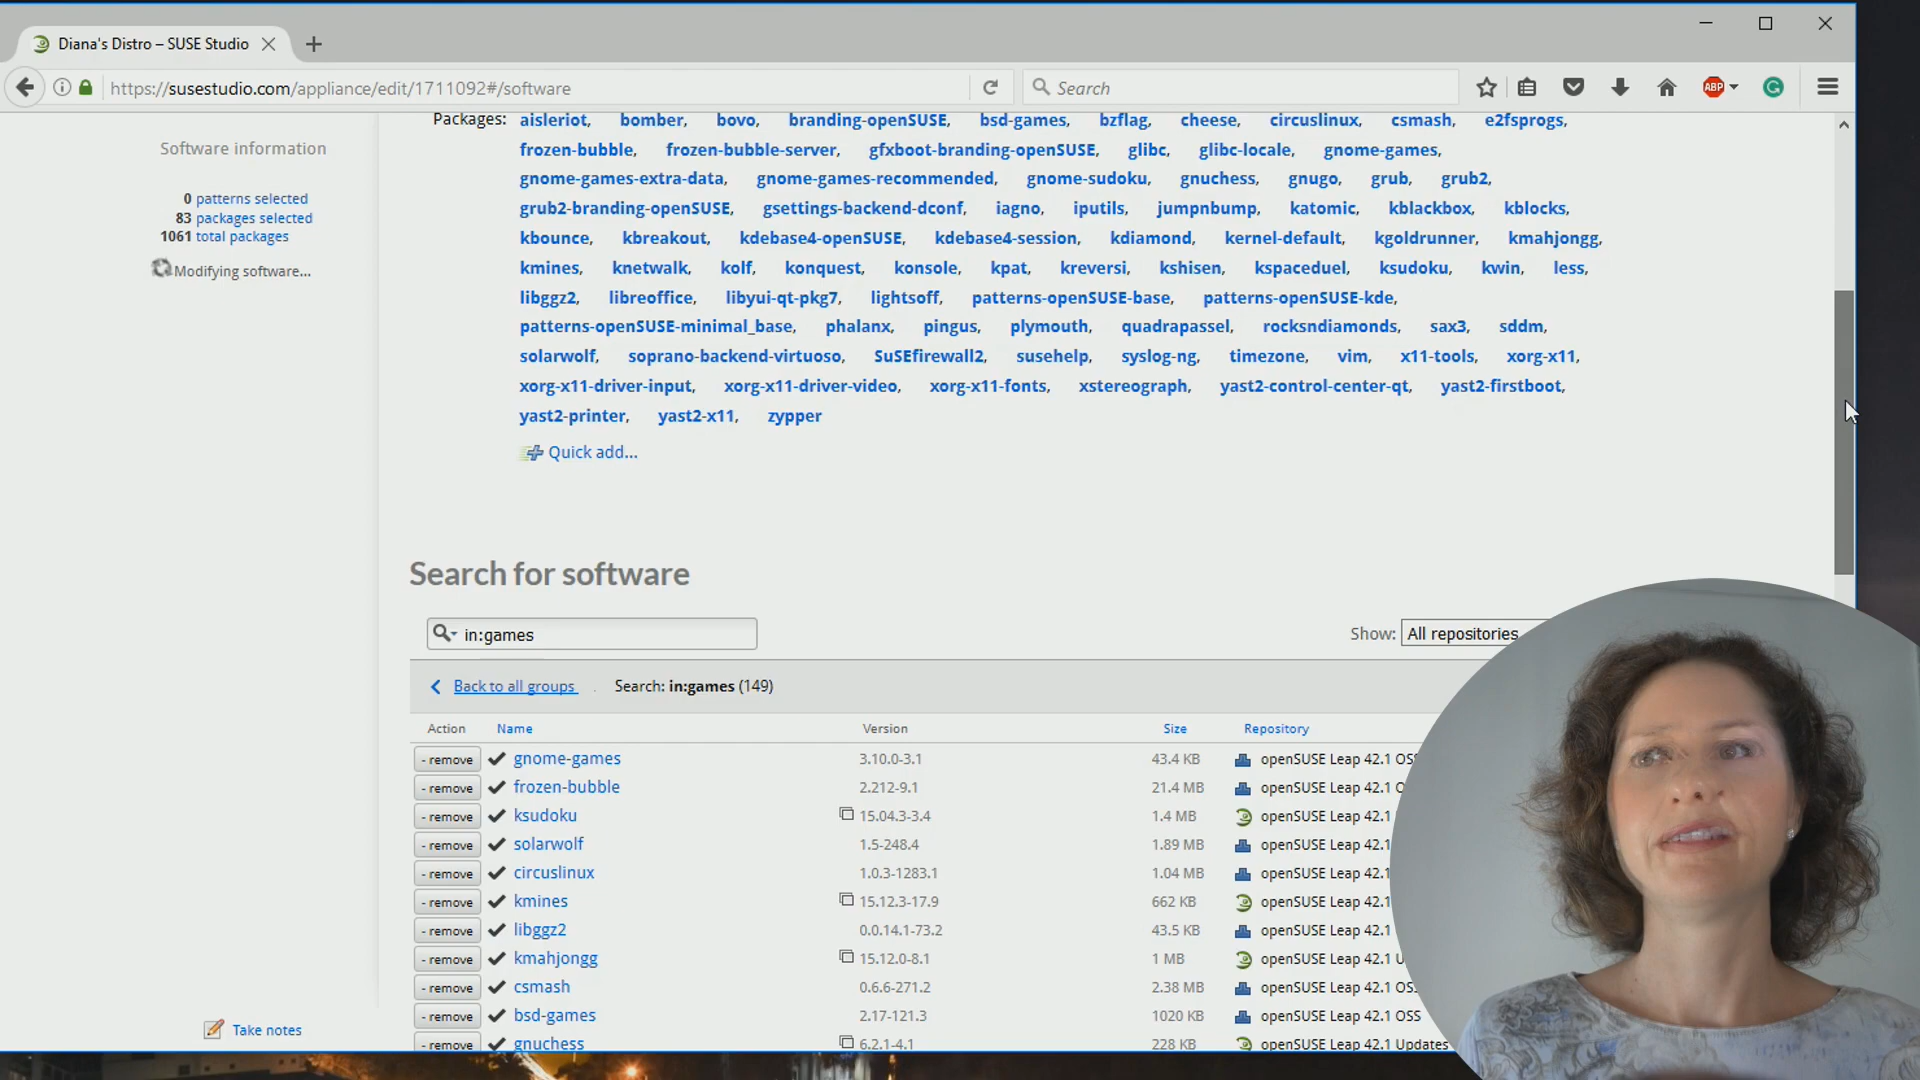 Diana's Distro – SUSE Studio
https://susestudio.com/appliance/edit/1711092#/software
Search
ABP
Software information
0 patterns selected
83 packages selected
1061 total packages
Modifying software...
Packages: aisleriot, bomber, bovo, branding-openSUSE, bsd-games, bzflag, cheese, circuslinux, csmash, e2fsprogs,
frozen-bubble, frozen-bubble-server, gfxboot-branding-openSUSE, glibc, glibc-locale, gnome-games,
gnome-games-extra-data, gnome-games-recommended, gnome-sudoku, gnuchess, gnugo, grub, grub2,
grub2-branding-openSUSE, gsettings-backend-dconf, iagno, iputils, jumpnbump, katomic, kblackbox, kblocks,
kbounce, kbreakout, kdebase4-openSUSE, kdebase4-session, kdiamond, kernel-default, kgoldrunner, kmahjongg,
kmines, knetwalk, kolf, konquest, konsole, kpat, kreversi, kshisen, kspaceduel, ksudoku, kwin, less,
libggz2, libreoffice, libyui-qt-pkg7, lightsoff, patterns-openSUSE-base, patterns-openSUSE-kde,
patterns-openSUSE-minimal_base, phalanx, pingus, plymouth, quadrapassel, rocksndiamonds, sax3, sddm,
solarwolf, soprano-backend-virtuoso, SuSEfirewall2, susehelp, syslog-ng, timezone, vim, x11-tools, xorg-x11,
xorg-x11-driver-input, xorg-x11-driver-video, xorg-x11-fonts, xstereograph, yast2-control-center-qt, yast2-firstboot,
yast2-printer, yast2-x11, zypper
Quick add...
Search for software
in:games
Show: All repositories
Back to all groups Search: in:games (149)
Action Name Version Size Repository
- remove gnome-games 3.10.0-3.1 43.4 KB openSUSE Leap 42.1 OSS
- remove frozen-bubble 2.212-9.1 21.4 MB openSUSE Leap 42.1
- remove ksudoku 15.04.3-3.4 1.4 MB openSUSE Leap 42.1
- remove solarwolf 1.5-248.4 1.89 MB openSUSE Leap 42.1
- remove circuslinux 1.0.3-1283.1 1.04 MB openSUSE Leap 42.1
- remove kmines 15.12.3-17.9 662 KB openSUSE Leap 42.1
- remove libggz2 0.0.14.1-73.2 43.5 KB openSUSE Leap 42.1
- remove kmahjongg 15.12.0-8.1 1 MB openSUSE Leap 42.1
- remove csmash 0.6.6-271.2 2.38 MB openSUSE Leap 42.1 OSS
- remove bsd-games 2.17-121.3 1020 KB openSUSE Leap 42.1 OSS
- remove gnuchess 6.2.1-4.1 228 KB openSUSE Leap 42.1 Updates
Take notes